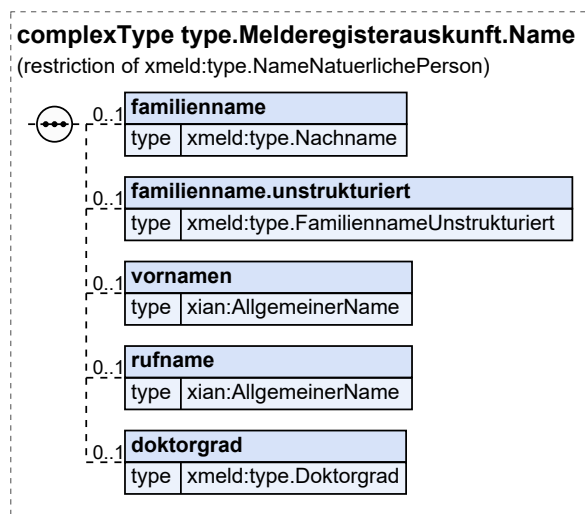 complexType type.Melderegisterauskunft.Name
(restriction of xmeld:type.NameNatuerlichePerson)
0..1 familienname
type xmeld:type.Nachname
0..1 familienname.unstrukturiert
type xmeld:type.FamiliennameUnstrukturiert
0..1 vornamen
type xian:AllgemeinerName
0..1 rufname
type xian:AllgemeinerName
0..1 doktorgrad
type xmeld:type.Doktorgrad